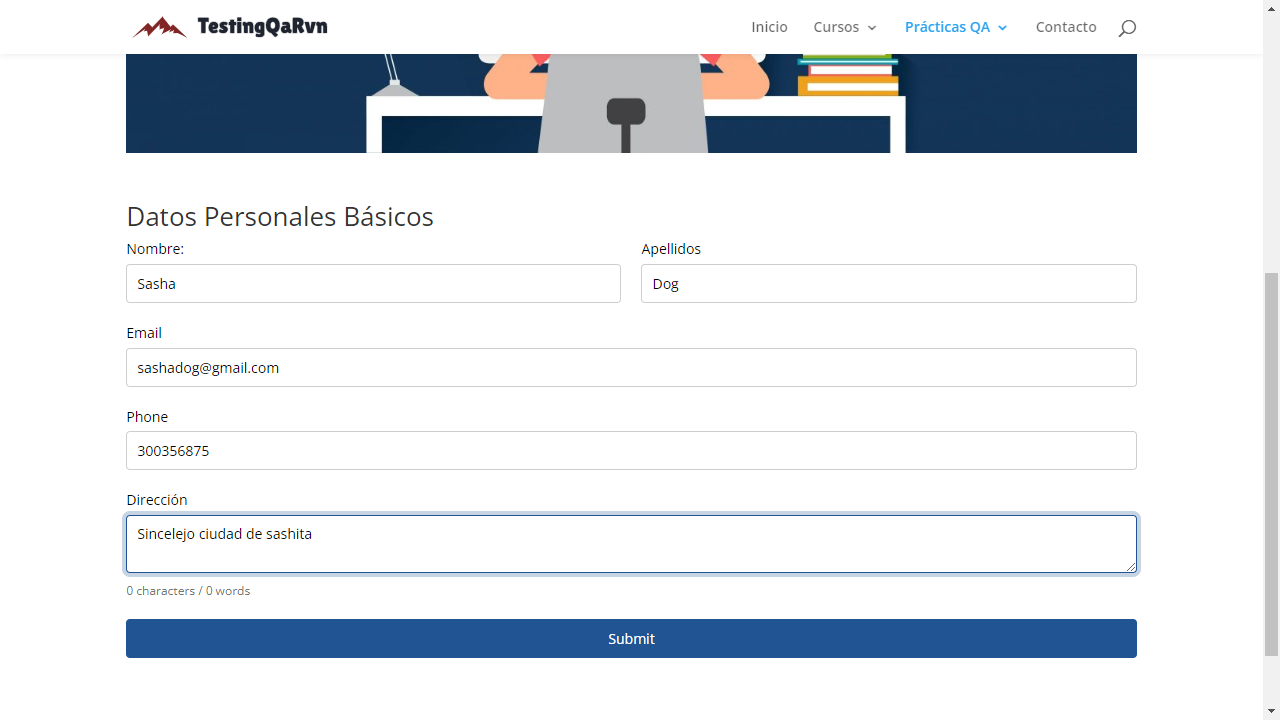 TestingQaRvn
Inicio Cursos Prácticas QA Contacto
Datos Personales Básicos
Nombre: Apellidos
Sasha Dog
Email
sashadog@gmail.com
Phone
300356875
Dirección
Sincelejo ciudad de sashita
0 characters / 0 words
Submit